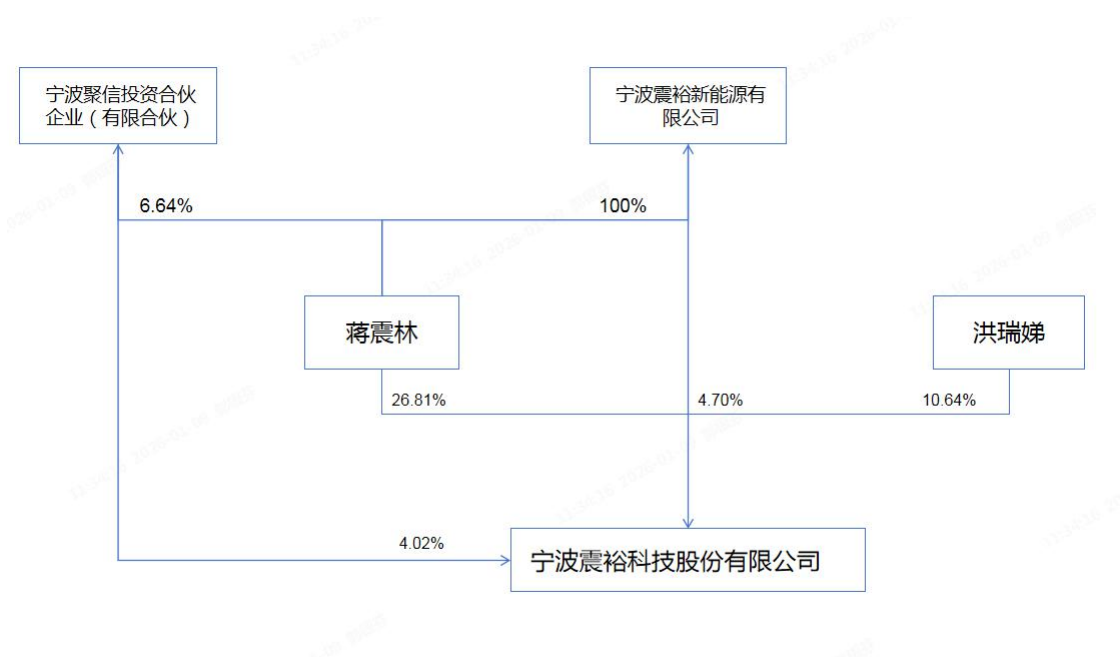 宁波聚信投资合伙
企业（有限合伙）
宁波震裕新能源有
限公司
6.64%
100%
蒋震林
洪瑞娣
26.81%
4.70%
10.64%
4.02%
宁波震裕科技股份有限公司